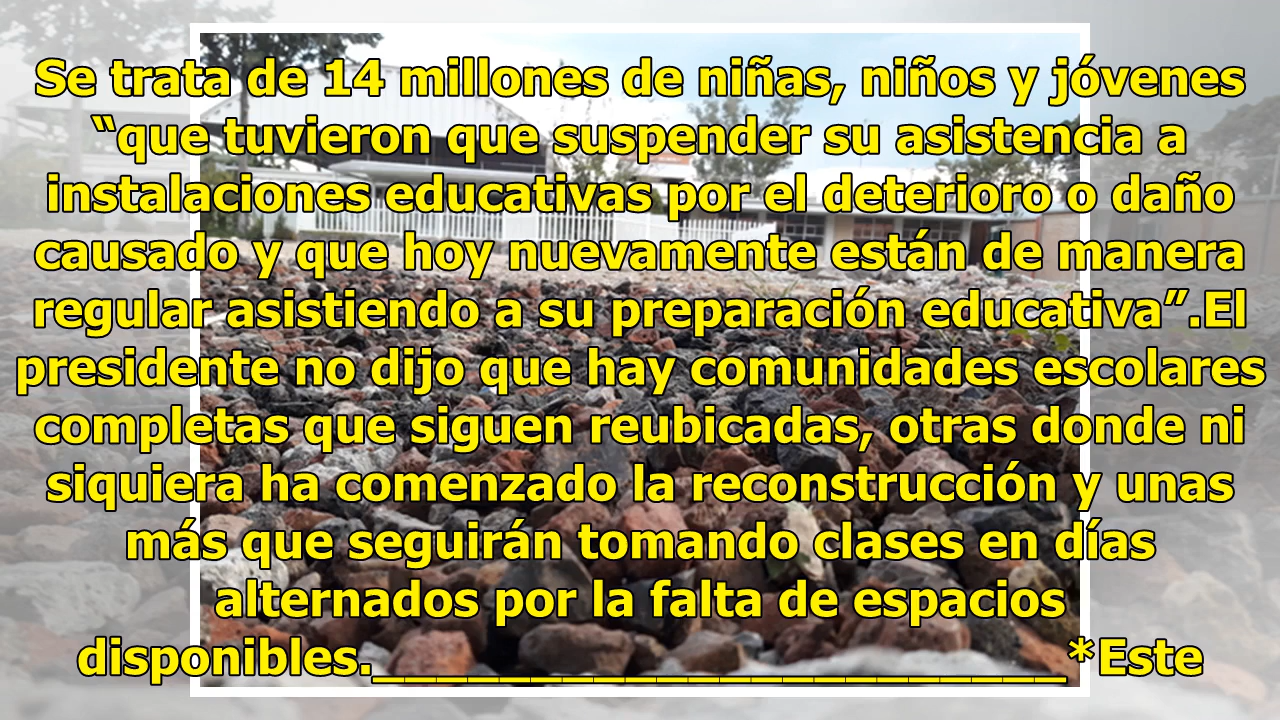 Se trata de 14 millones de niñas, niños y jóvenes
“que tuvieron que suspender su asistencia a
instalaciones educativas por el deterioro o daño
causado y que hoy nuevamente están de manera
regular asistiendo a su preparación educativa”.El
presidente no dijo que hay comunidades escolares
completas que siguen reubicadas, otras donde ni
siquiera ha comenzado la reconstrucción y unas
más que seguirán tomando clases en días
alternados por la falta de espacios
disponibles.__________________________*Este